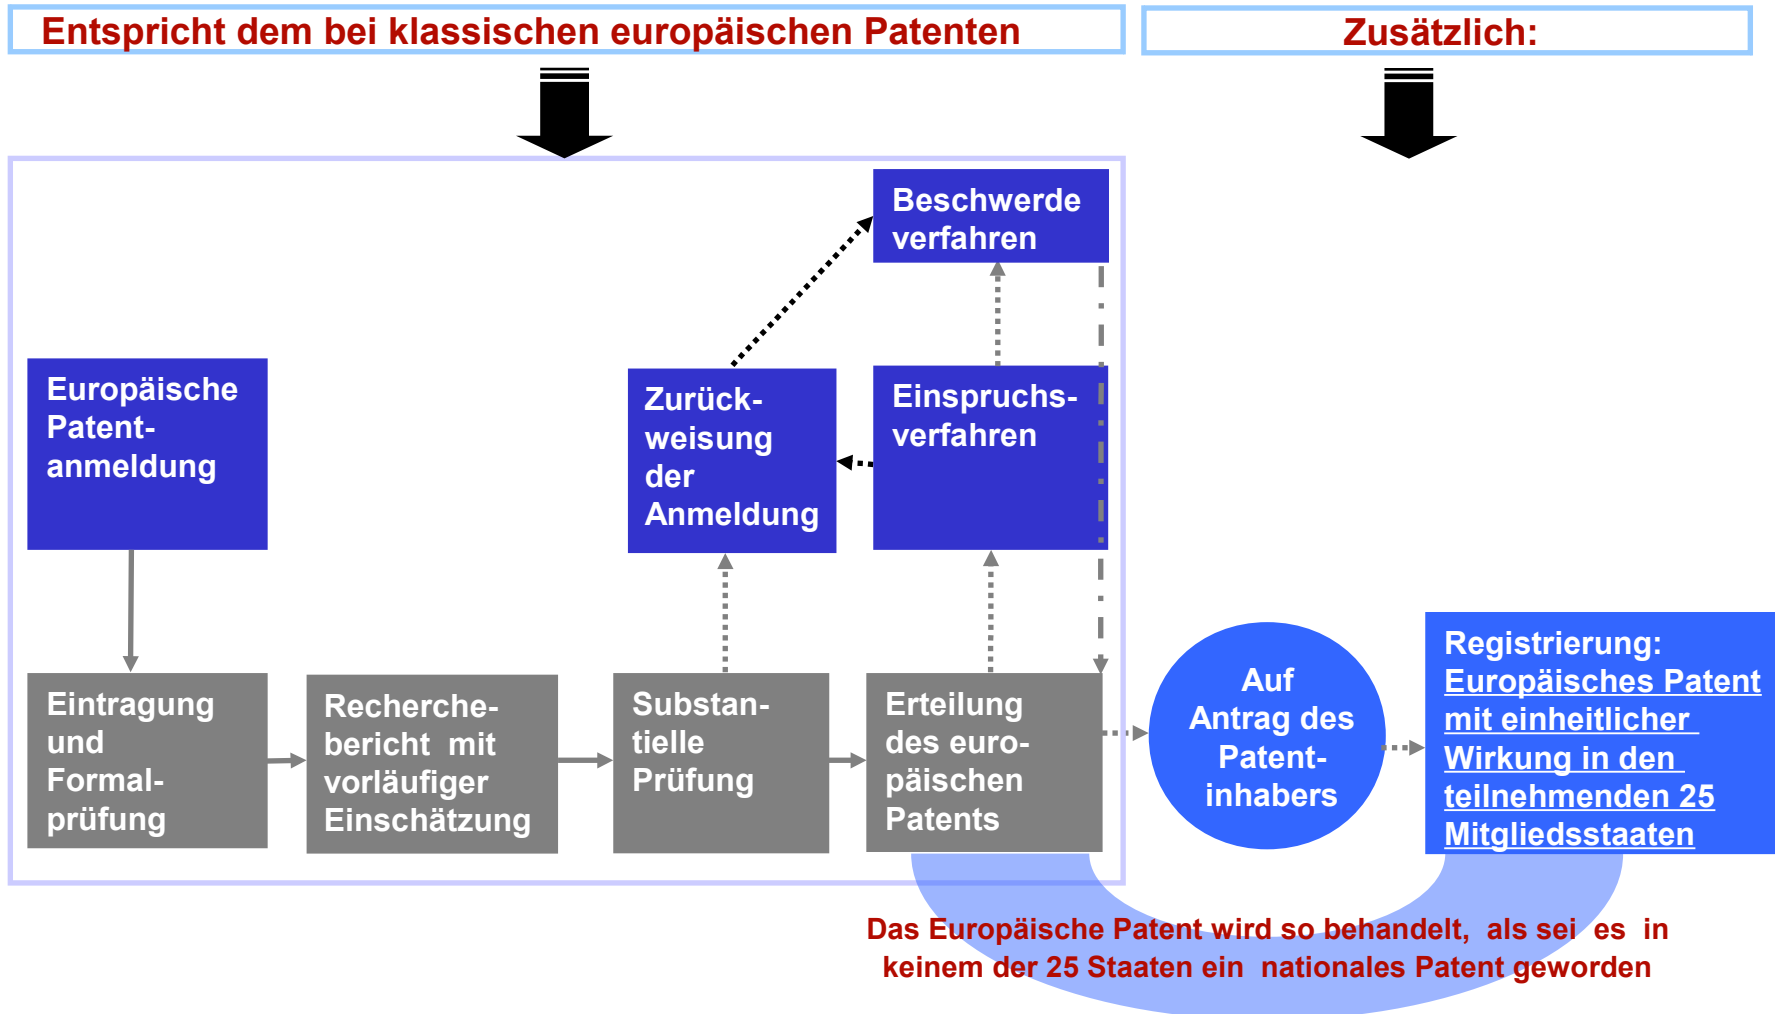 Entspricht dem bei klassischen europäischen Patenten
Zusätzlich:
Beschwerde
verfahren
Europäische
Patent-
anmeldung
Zurück-
weisung
der
Anmeldung
Einspruchs-
verfahren
Eintragung
und
Formal-
prüfung
Recherche-
bericht mit
vorläufiger
Einschätzung
Substan-
tielle
Prüfung
Erteilung
des euro-
päischen
Patents
Auf
Antrag des
Patent-
inhabers
Registrierung:
Europäisches Patent
mit einheitlicher
Wirkung in den
teilnehmenden 25
Mitgliedsstaaten
Das Europäische Patent wird so behandelt, als sei es in
keinem der 25 Staaten ein nationales Patent geworden